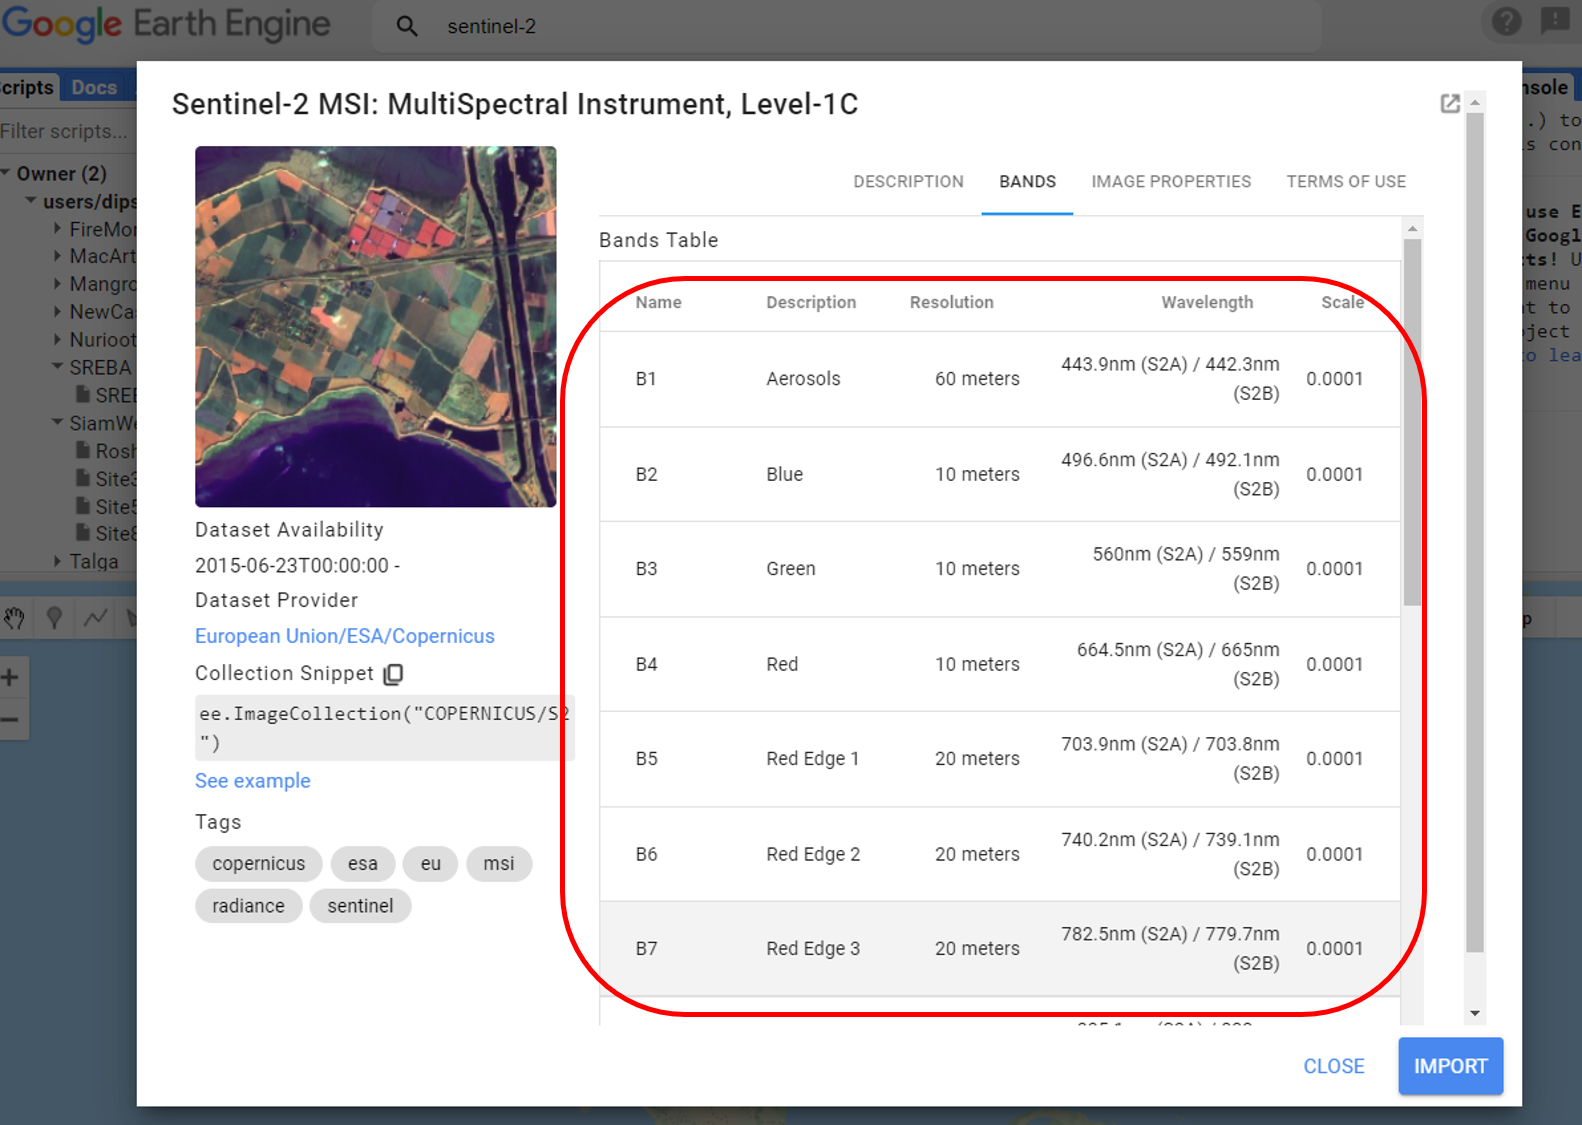 Google Earth Engine
sentinel-2
Scripts
Docs
Filter scripts...
Owner (2)
users/dips
FireMon
MacArt
Mangro
NewCas
Nurioot
SREBA
SREB
SiamWe
Rosh
Site3
Site5
Site8
Talga
Sentinel-2 MSI: MultiSpectral Instrument, Level-1C
DESCRIPTION
BANDS
IMAGE PROPERTIES
TERMS OF USE
Dataset Availability
2015-06-23T00:00:00 -
Dataset Provider
European Union/ESA/Copernicus
Collection Snippet
ee.ImageCollection("COPERNICUS/S2
")
See example
Tags
copernicus esa eu msi
radiance sentinel
Bands Table
Name Description Resolution Wavelength Scale
B1 Aerosols 60 meters 443.9nm (S2A) / 442.3nm (S2B) 0.0001
B2 Blue 10 meters 496.6nm (S2A) / 492.1nm (S2B) 0.0001
B3 Green 10 meters 560nm (S2A) / 559nm (S2B) 0.0001
B4 Red 10 meters 664.5nm (S2A) / 665nm (S2B) 0.0001
B5 Red Edge 1 20 meters 703.9nm (S2A) / 703.8nm (S2B) 0.0001
B6 Red Edge 2 20 meters 740.2nm (S2A) / 739.1nm (S2B) 0.0001
B7 Red Edge 3 20 meters 782.5nm (S2A) / 779.7nm (S2B) 0.0001
CLOSE
IMPORT
nsole
.) to
s con
use E
Googl
ts! U
menu
t to
ject
to lea
p